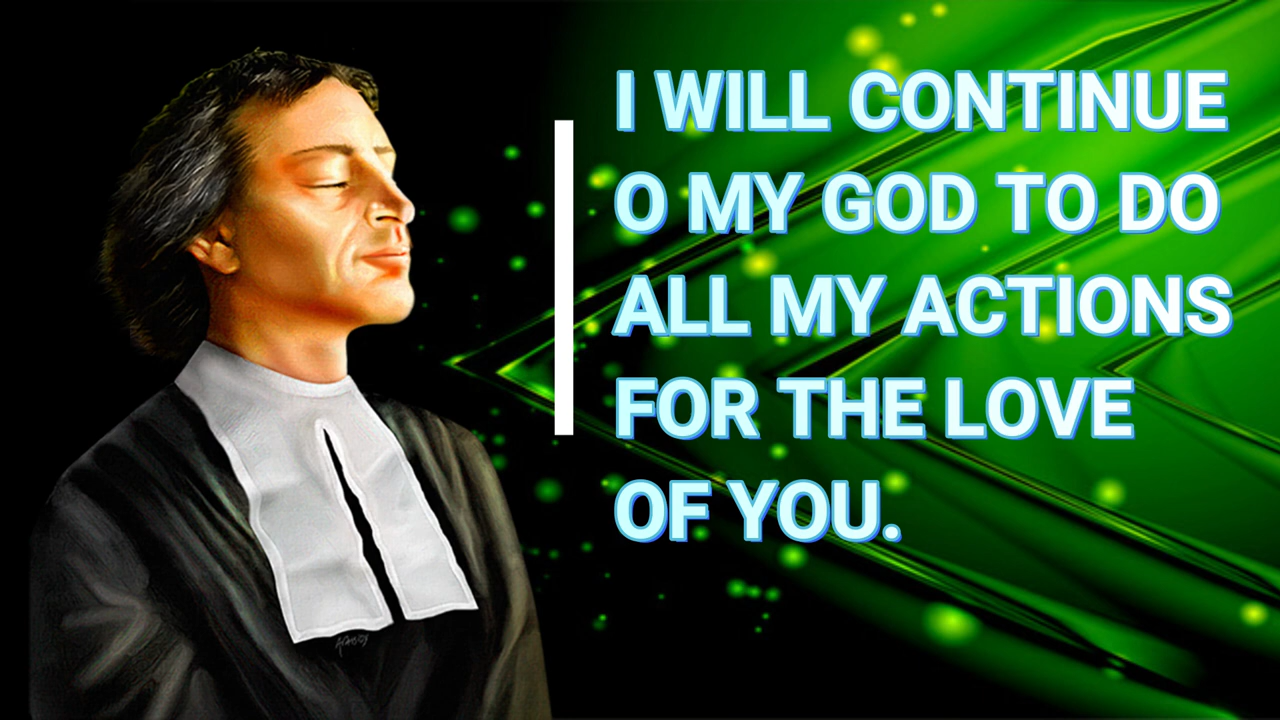 I WILL CONTINUE
O MY GOD TO DO
ALL MY ACTIONS
FOR THE LOVE
OF YOU.